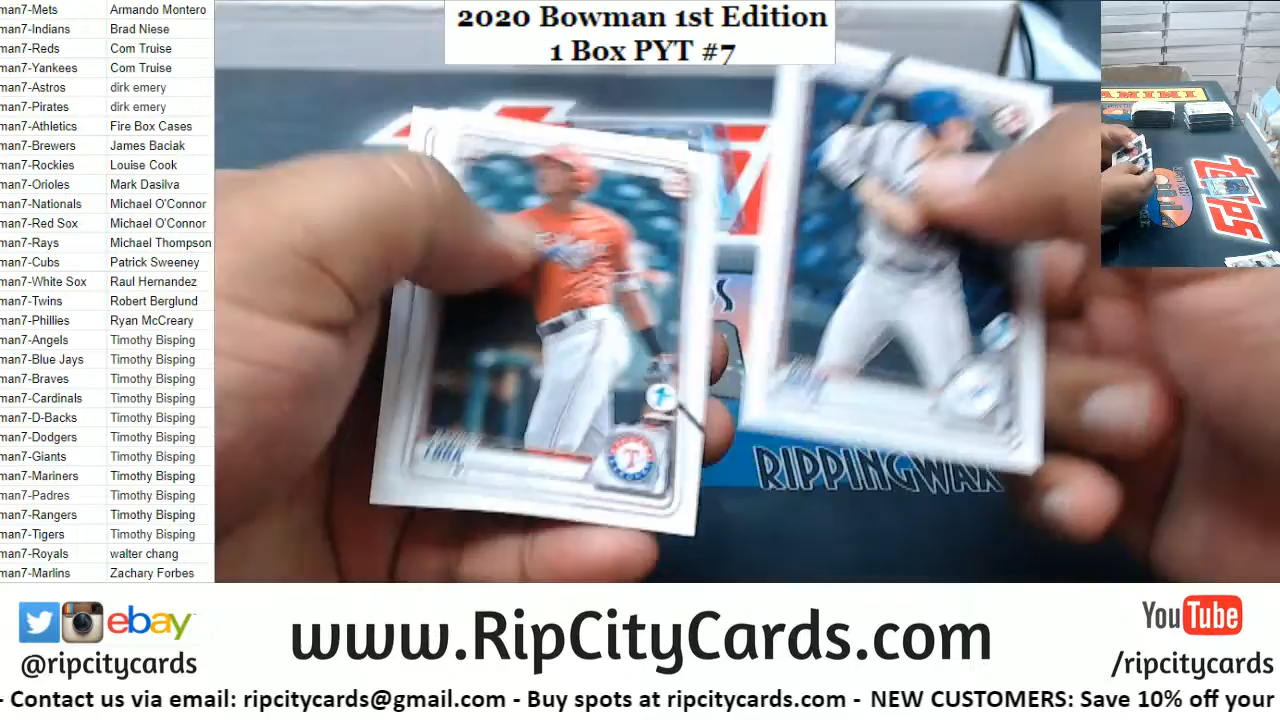 2020 Bowman 1st Edition
1 Box PYT #7
man7-Mets Armando Montero
man7-Indians Brad Niese
man7-Reds Com Truise
man7-Yankees Com Truise
man7-Astros dirk emery
man7-Pirates dirk emery
man7-Athletics Fire Box Cases
man7-Brewers James Baciak
man7-Rockies Louise Cook
man7-Orioles Mark Dasilva
man7-Nationals Michael O'Connor
man7-Red Sox Michael O'Connor
man7-Rays Michael Thompson
man7-Cubs Patrick Sweeney
man7-White Sox Raul Hernandez
man7-Twins Robert Berglund
man7-Phillies Ryan McCreary
man7-Angels Timothy Bisping
man7-Blue Jays Timothy Bisping
man7-Braves Timothy Bisping
man7-Cardinals Timothy Bisping
man7-D-Backs Timothy Bisping
man7-Dodgers Timothy Bisping
man7-Giants Timothy Bisping
man7-Mariners Timothy Bisping
man7-Padres Timothy Bisping
man7-Rangers Timothy Bisping
man7-Tigers Timothy Bisping
man7-Royals walter chang
man7-Marlins Zachary Forbes
PANINI
topps
T
RIPPINGWAX
ebay
@ripcitycards
www.RipCityCards.com
YouTube
/ripcitycards
- Contact us via email: ripcitycards@gmail.com - Buy spots at ripcitycards.com - NEW CUSTOMERS: Save 10% off your